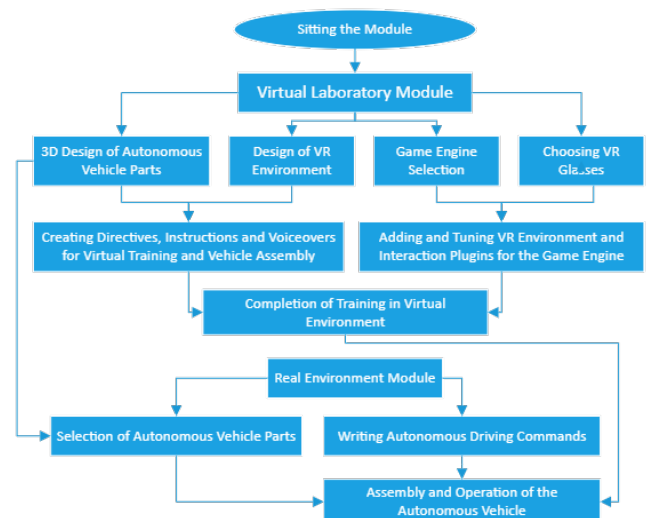 Sitting the Module
Virtual Laboratory Module
3D Design of Autonomous
Vehicle Parts
Design of VR
Environment
Game Engine
Selection
Choosing VR
Glasses
Creating Directives, Instructions and Voiceovers
for Virtual Training and Vehicle Assembly
Adding and Tuning VR Environment and
Interaction Plugins for the Game Engine
Completion of Training in Virtual
Environment
Real Environment Module
Selection of Autonomous Vehicle Parts
Writing Autonomous Driving Commands
Assembly and Operation of the
Autonomous Vehicle